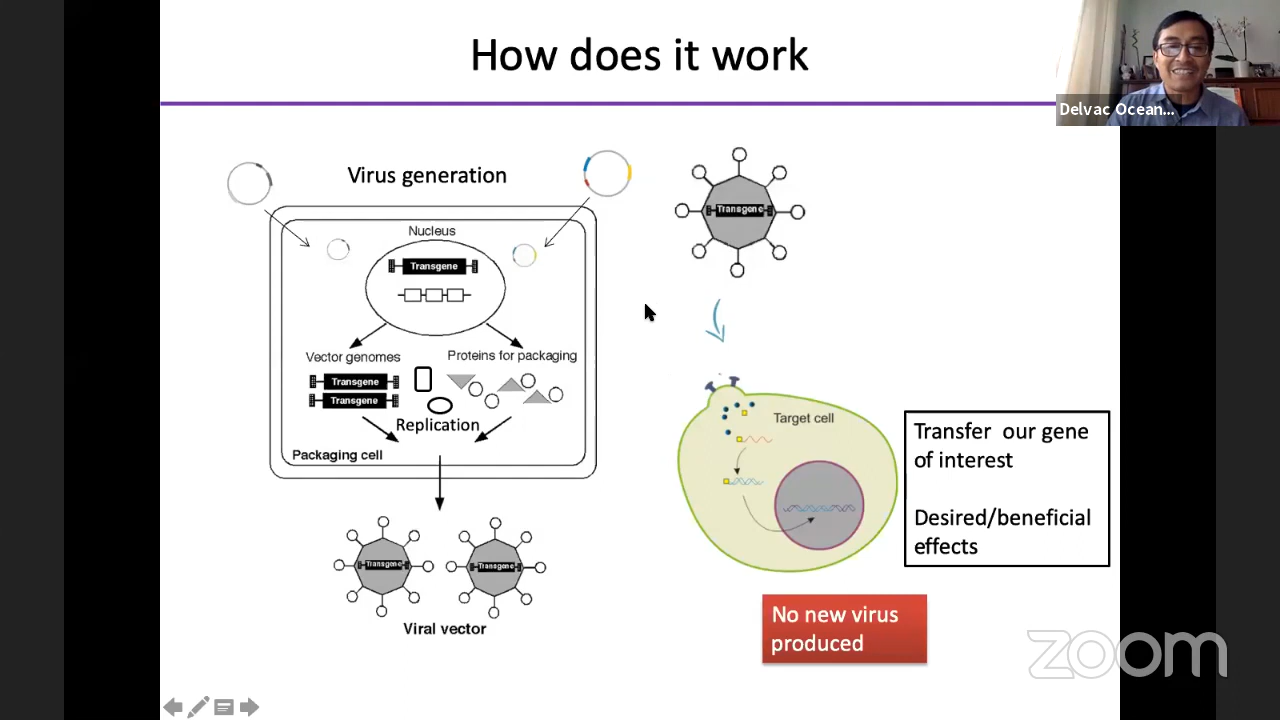 How does it work
Delvac Ocean...
Virus generation
Nucleus
Transgene
Vector genomes
Proteins for packaging
Transgene
Transgene
Replication
Packaging cell
Transgene
Transgene
Viral vector
Transgene
Target cell
Transfer our gene
of interest
Desired/beneficial
effects
No new virus
produced
zoom